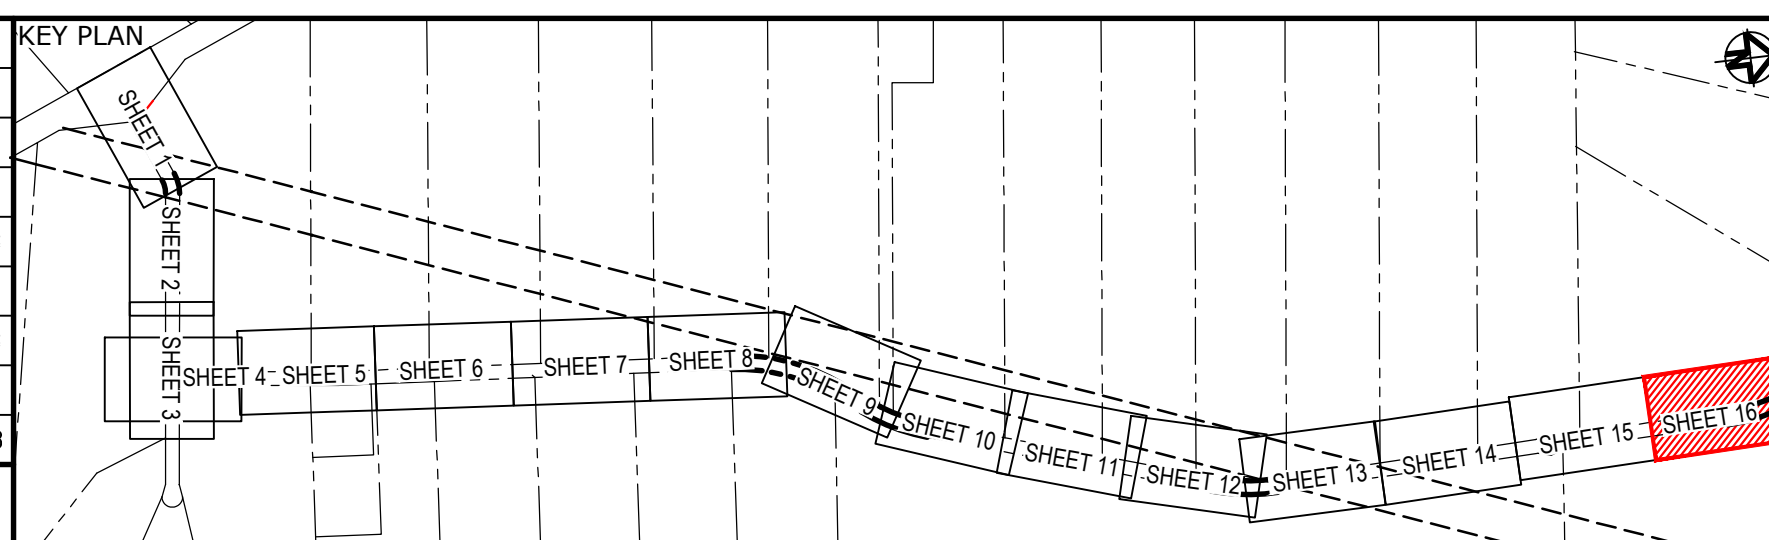 KEY PLAN
N
SHEET 1
SHEET 2
SHEET 3
SHEET 4
SHEET 5
SHEET 6
SHEET 7
SHEET 8
SHEET 9
SHEET 10
SHEET 11
SHEET 12
SHEET 13
SHEET 14
SHEET 15
SHEET 16